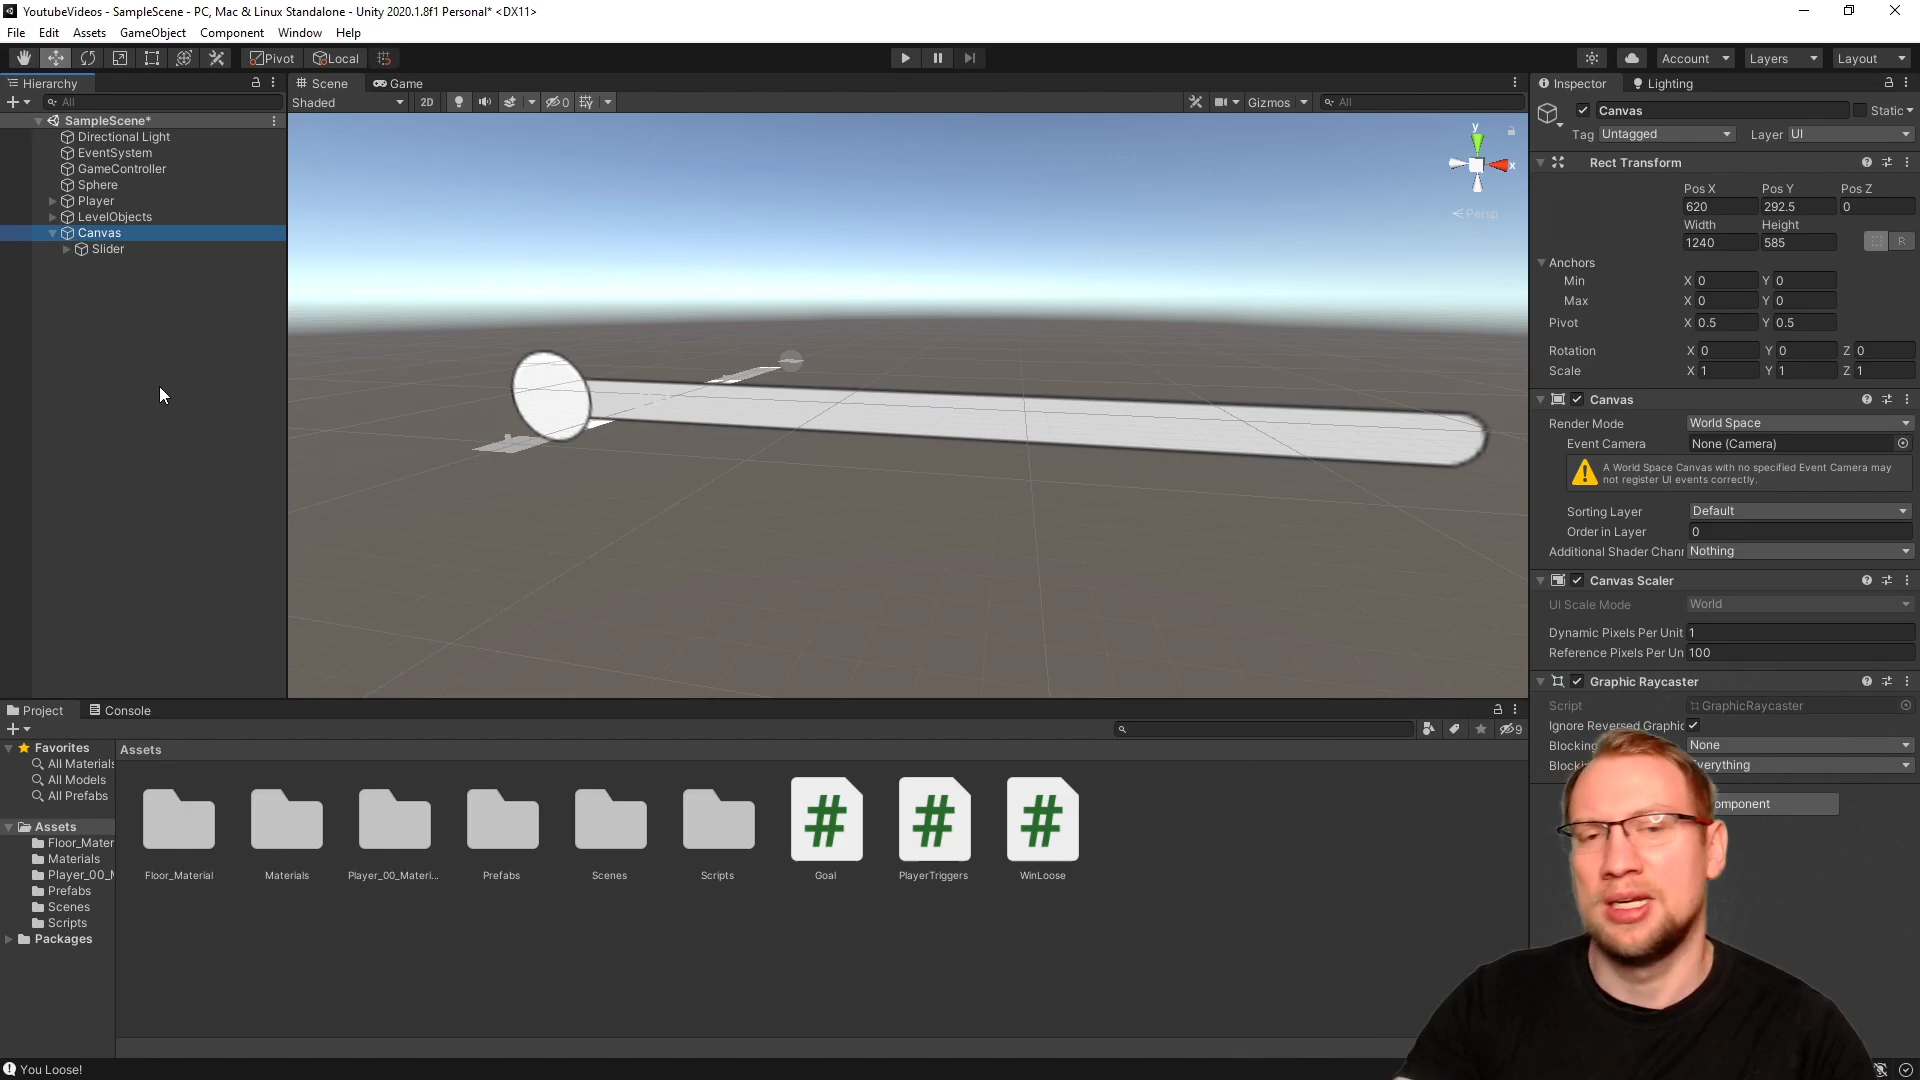 YoutubeVideos - SampleScene - PC, Mac & Linux Standalone - Unity 2020.1.8f1 Personal* <DX11>
File Edit Assets GameObject Component Window Help
Pivot Local Account Layers Layout
Hierarchy
All
SampleScene*
Directional Light
EventSystem
GameController
Sphere
Player
LevelObjects
Canvas
Slider
Scene Game
Shaded 2D 0 Gizmos All
y
x
Persp
Inspector Lighting
Canvas Static
Tag Untagged Layer UI
Rect Transform
Pos X Pos Y Pos Z
620 292.5 0
Width Height
1240 585 R
Anchors
Min X 0 Y 0
Max X 0 Y 0
Pivot X 0.5 Y 0.5
Rotation X 0 Y 0 Z 0
Scale X 1 Y 1 Z 1
Canvas
Render Mode World Space
Event Camera None (Camera)
A World Space Canvas with no specified Event Camera may
not register UI events correctly.
Sorting Layer Default
Order in Layer 0
Additional Shader Chann Nothing
Canvas Scaler
UI Scale Mode World
Dynamic Pixels Per Unit 1
Reference Pixels Per Un 100
Graphic Raycaster
Script GraphicRaycaster
Ignore Reversed Graphic
Blocking None
Blocki verything
omponent
Project Console
9
Favorites
All Materials
All Models
All Prefabs
Assets
Floor_Mater
Materials
Player_00_M
Prefabs
Scenes
Scripts
Packages
Assets
Floor_Material Materials Player_00_Materi... Prefabs Scenes Scripts Goal PlayerTriggers WinLoose
You Loose!